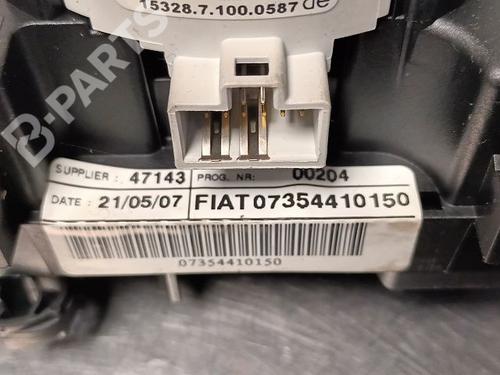 15328.7.100.0587 de
B-PARTS
SUPPLIER : 47143 PROG. NR: 00204
DATE : 21/05/07 FIAT 07354410150
07354410150